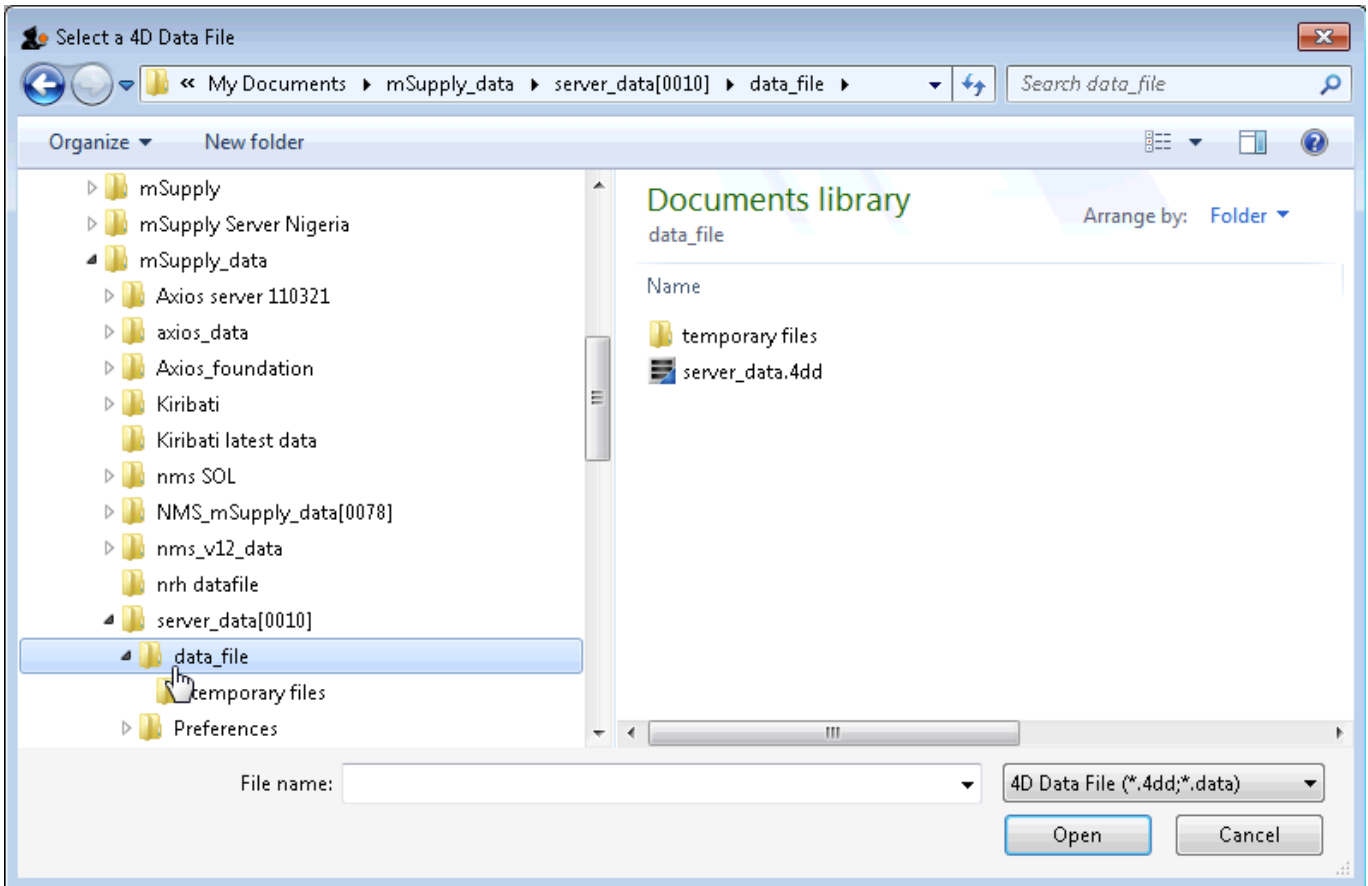 Select a 4D Data File
« My Documents ▸ mSupply_data ▸ server_data[0010] ▸ data_file ▸
Search data_file
Organize
New folder
mSupply
mSupply Server Nigeria
mSupply_data
Axios server 110321
axios_data
Axios_foundation
Kiribati
Kiribati latest data
nms SOL
NMS_mSupply_data[0078]
nms_v12_data
nrh datafile
server_data[0010]
data_file
temporary files
Preferences
Documents library
data_file
Arrange by: Folder
Name
temporary files
server_data.4dd
File name:
4D Data File (*.4dd;*.data)
Open
Cancel